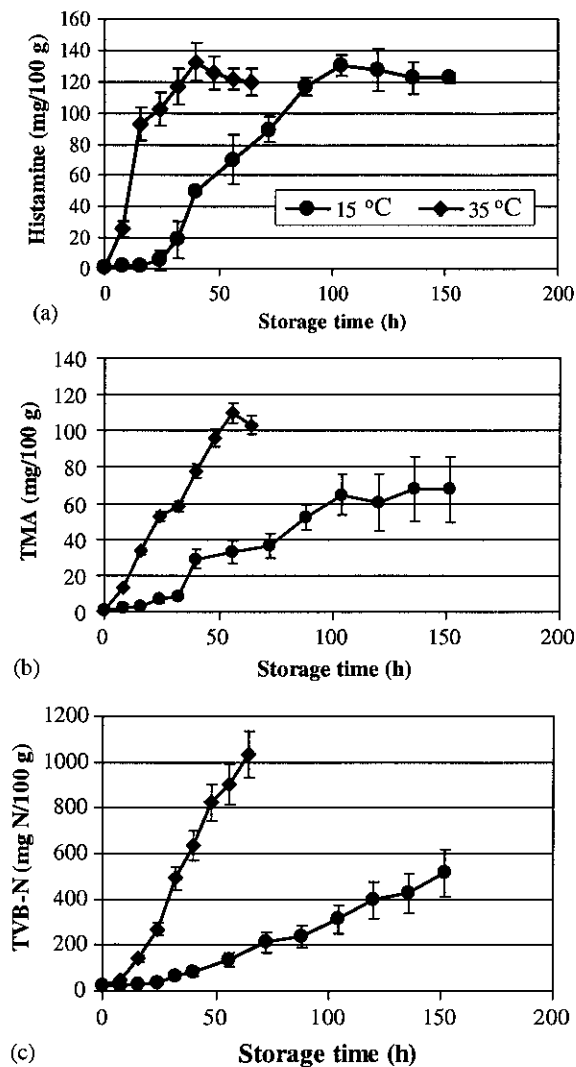 160
140
120
100
80
60
40
20
0
Histamine (mg/100 g)
15 °C 35 °C
0 50 100 150 200
(a)
Storage time (h)
140
120
100
80
60
40
20
0
TMA (mg/100 g)
0 50 100 150 200
(b)
Storage time (h)
1200
1000
800
600
400
200
0
TVB-N (mg N/100 g)
0 50 100 150 200
(c)
Storage time (h)